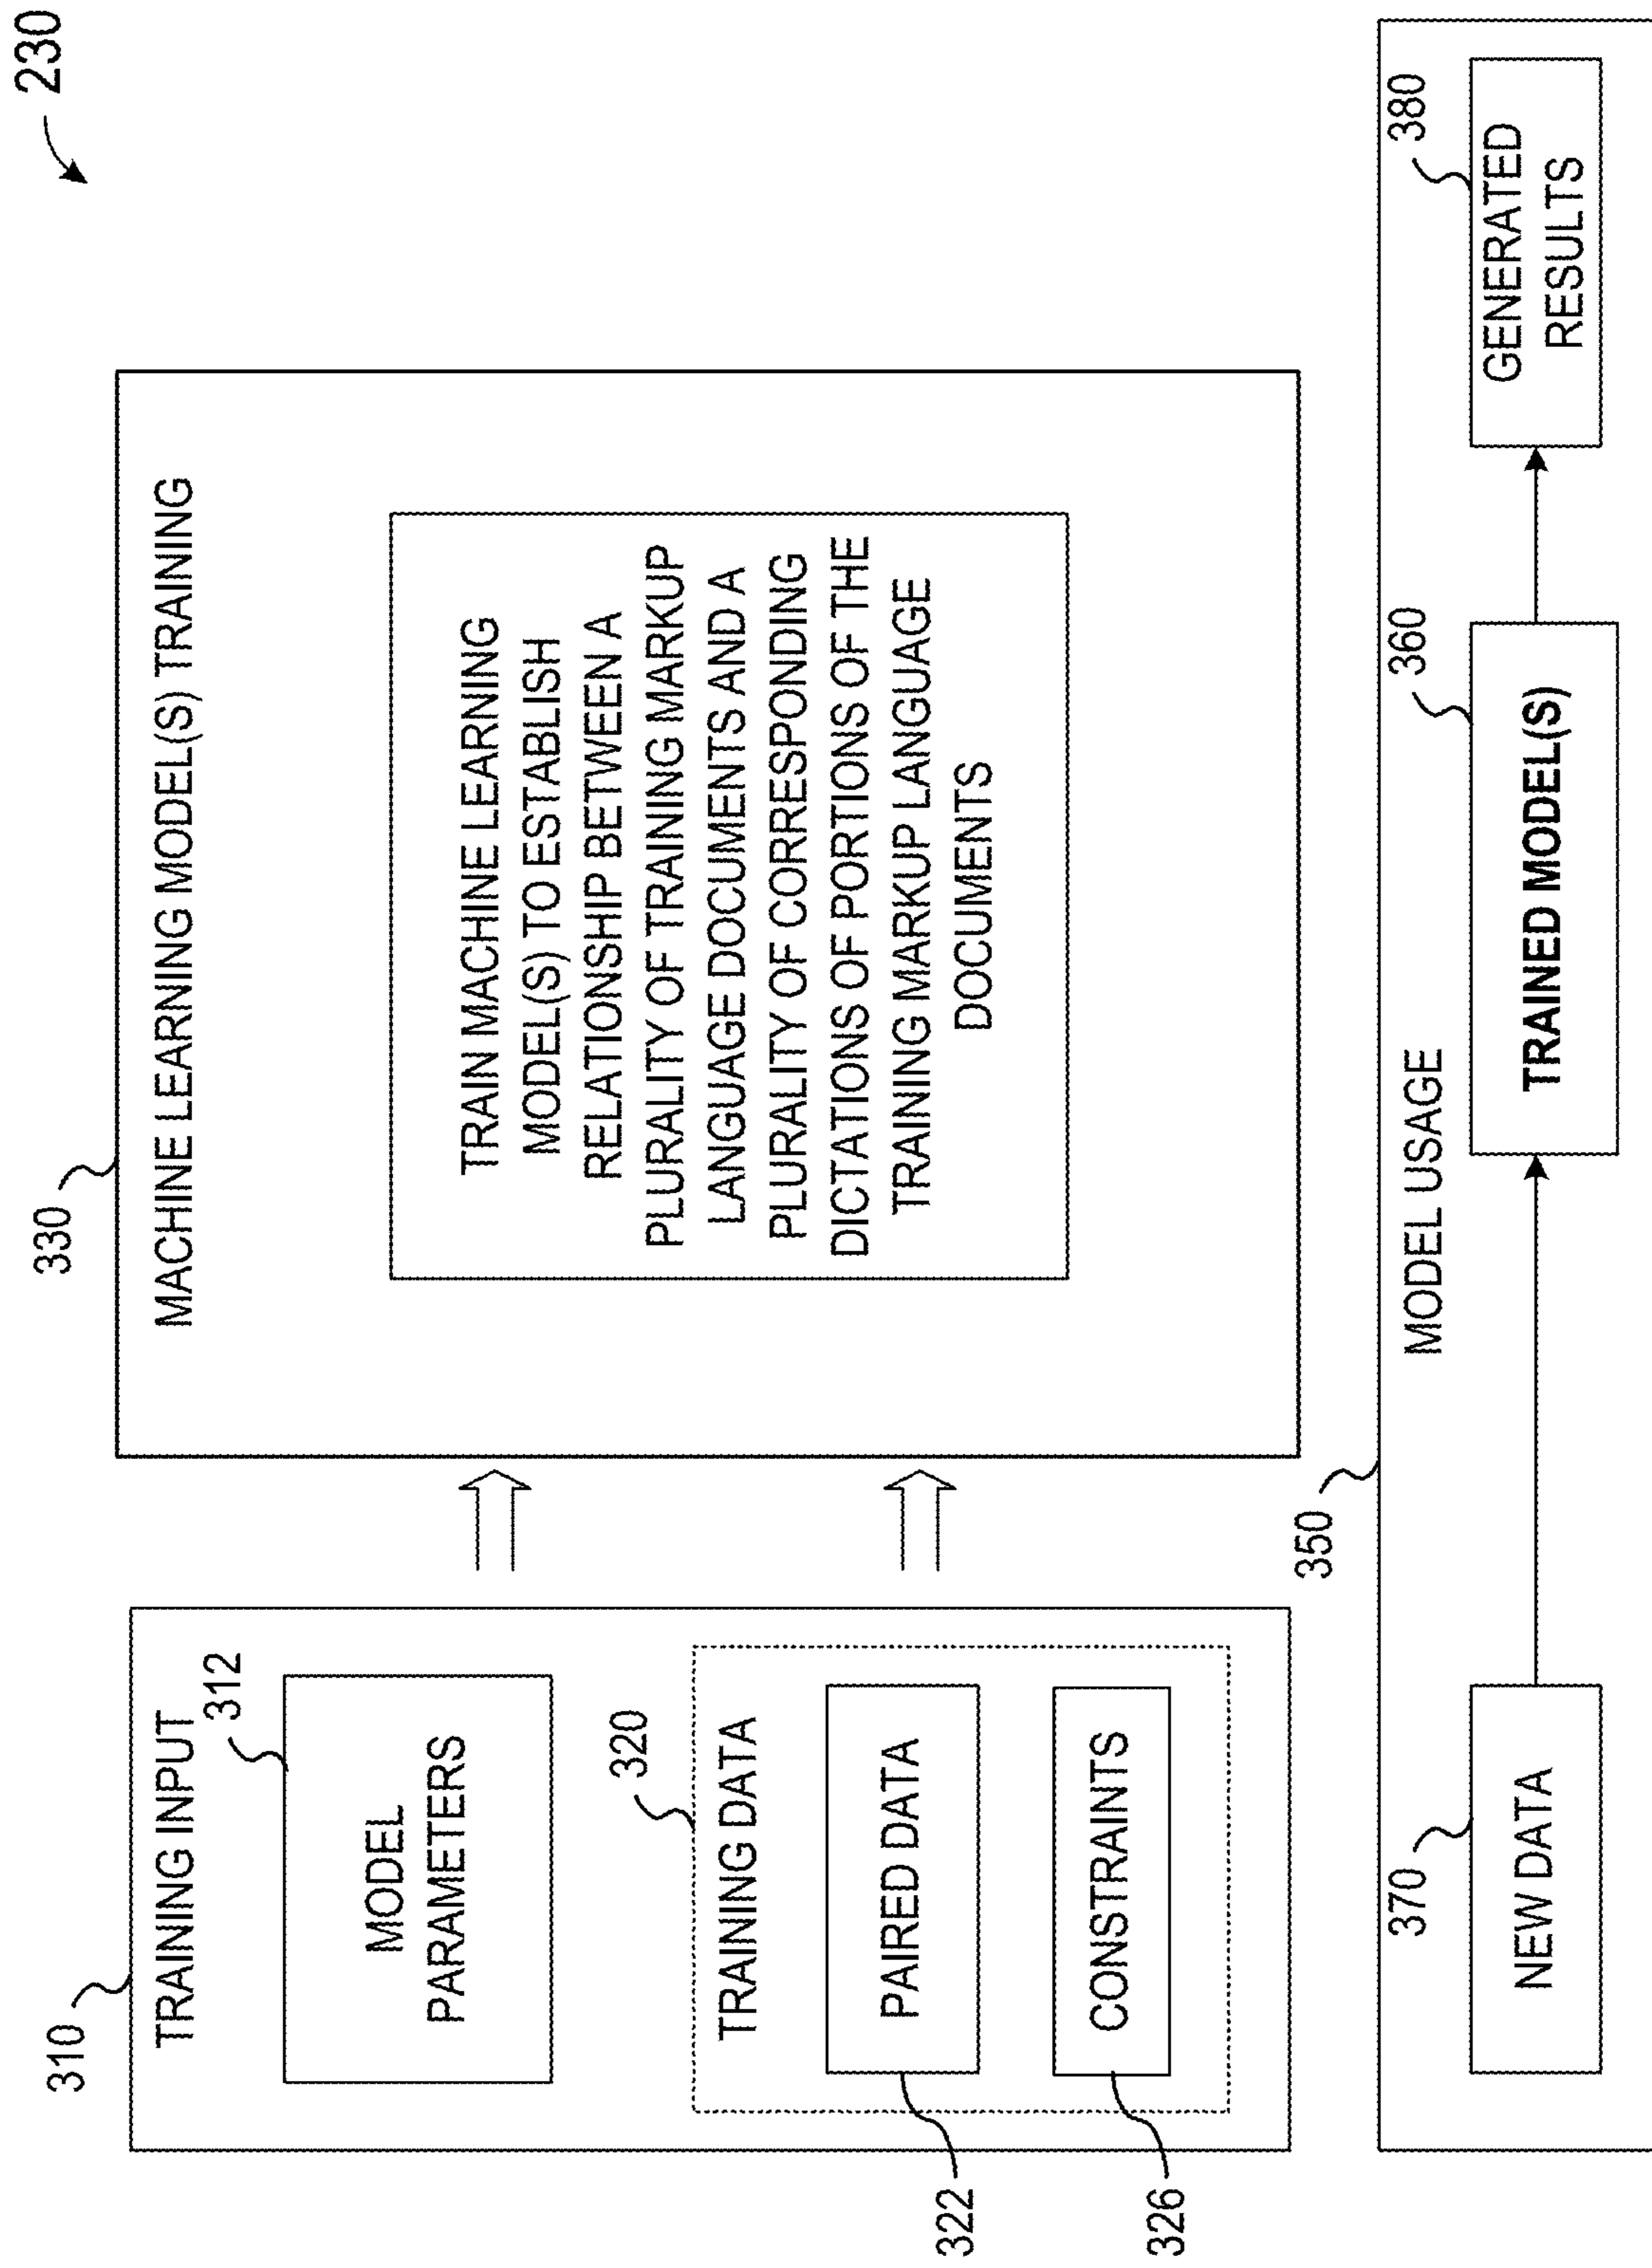 230
310
TRAINING INPUT
312
MODEL
PARAMETERS
320
TRAINING DATA
PAIRED DATA
322
CONSTRAINTS
326
330
MACHINE LEARNING MODEL(S) TRAINING
TRAIN MACHINE LEARNING
MODEL(S) TO ESTABLISH
RELATIONSHIP BETWEEN A
PLURALITY OF TRAINING MARKUP
LANGUAGE DOCUMENTS AND A
PLURALITY OF CORRESPONDING
DICTATIONS OF PORTIONS OF THE
TRAINING MARKUP LANGUAGE
DOCUMENTS
350
MODEL USAGE
370
NEW DATA
360
TRAINED MODEL(S)
380
GENERATED
RESULTS